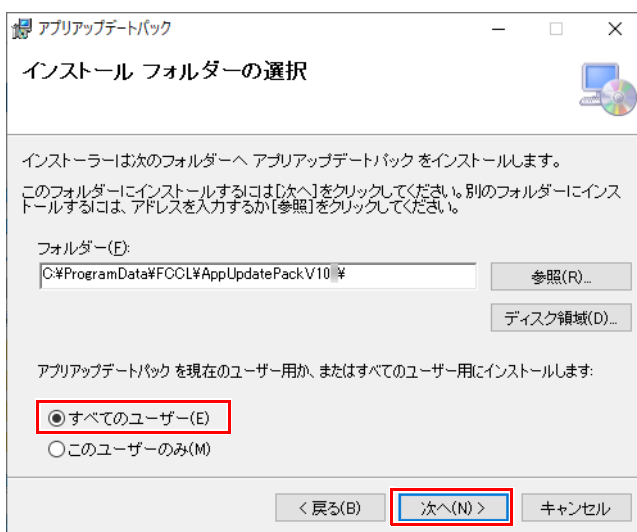 アプリアップデートパック
インストール フォルダーの選択
インストーラーは次のフォルダーへ アプリアップデートパック をインストールします。
このフォルダーにインストールするには[次へ]をクリックしてください。別のフォルダーにインス
トールするには、アドレスを入力するか[参照]をクリックしてください。
フォルダー(F):
C:¥ProgramData¥FCCL¥AppUpdatePackV10 ¥
参照(R)...
ディスク領域(D)...
アプリアップデートパック を現在のユーザー用か、またはすべてのユーザー用にインストールします:
すべてのユーザー(E)
このユーザーのみ(M)
< 戻る(B)
次へ(N) >
キャンセル